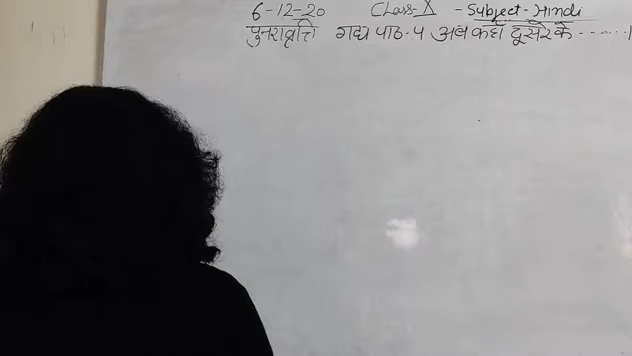 6-12-20 Class-X - Subject- Hindi
पुनरावृत्ति गद्य पाठ-५ अब कहाँ दूसरे के ------।